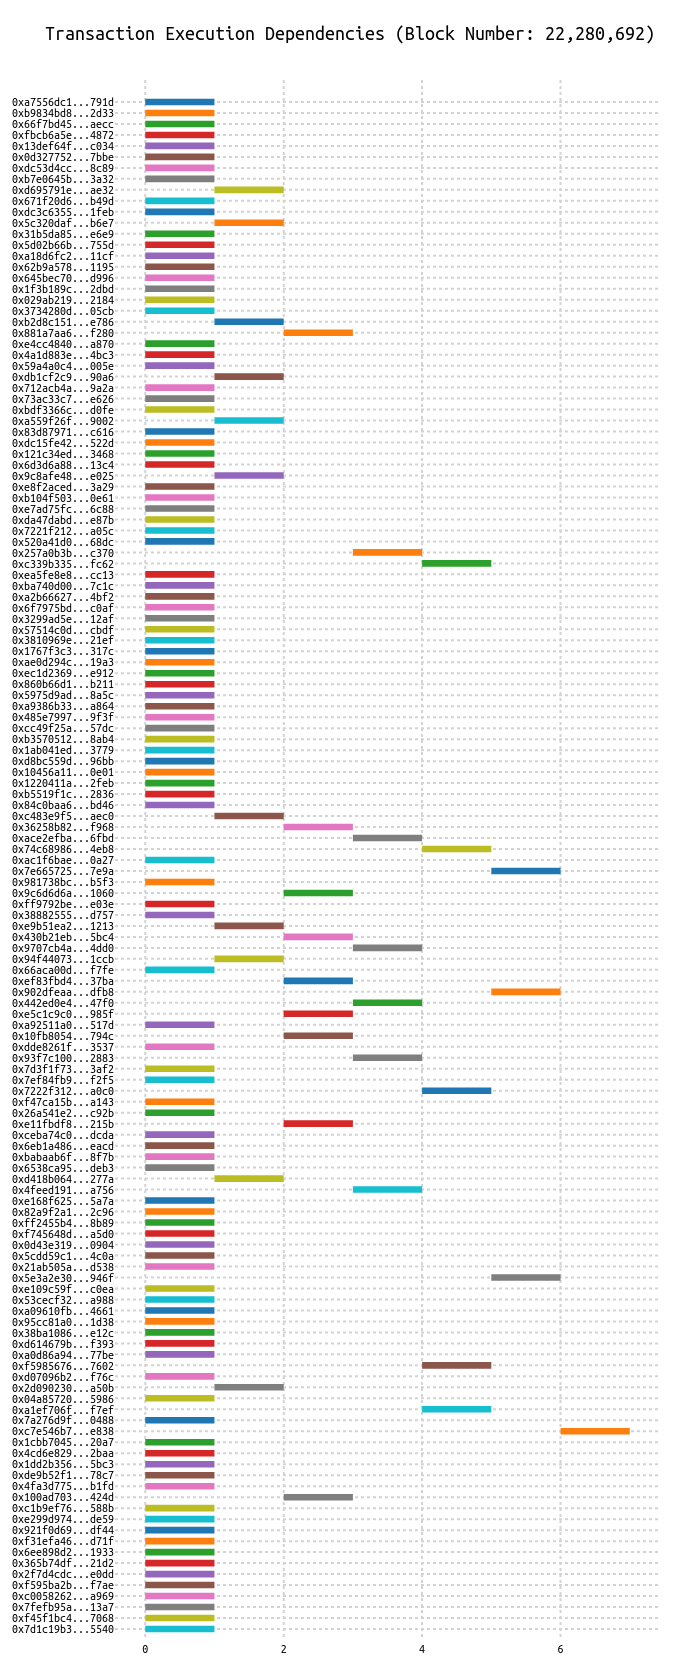 Transaction Execution Dependencies (Block Number: 22,280,692)
0xa7556dc1...791d
0xb9834bd8...2d33
0x66f7bd45...aecc
0xfbcb6a5e...4872
0x13def64f...c034
0x0d327752...7bbe
0xdc53d4cc...8c89
0xb7e0645b...3a32
0xd695791e...ae32
0x671f20d6...b49d
0xdc3c6355...1feb
0x5c320daf...b6e7
0x31b5da85...e6e9
0x5d02b66b...755d
0xa18d6fc2...11cf
0x62b9a578...1195
0x645bec70...d996
0x1f3b189c...2dbd
0x029ab219...2184
0x3734280d...05cb
0xb2d8c151...e786
0x881a7aa6...f280
0xe4cc4840...a870
0x4a1d883e...4bc3
0x59a4a0c4...005e
0xdb1cf2c9...90a6
0x712acb4a...9a2a
0x73ac33c7...e626
0xbdf3366c...d0fe
0xa559f26f...9002
0x83d87971...c616
0xdc15fe42...522d
0x121c34ed...3468
0x6d3d6a88...13c4
0x9c8afe48...e025
0xe8f2aced...3a29
0xb104f503...0e61
0xe7ad75fc...6c88
0xda47dabd...e87b
0x7221f212...a05c
0x520a41d0...68dc
0x257a0b3b...c370
0xc339b335...fc62
0xea5fe8e8...cc13
0xba740d00...7c1c
0xa2b66627...4bf2
0x6f7975bd...c0af
0x3299ad5e...12af
0x57514c0d...cbdf
0x3810969e...21ef
0x1767f3c3...317c
0xae0d294c...19a3
0xec1d2369...e912
0x860b66d1...b211
0x5975d9ad...8a5c
0xa9386b33...a864
0x485e7997...9f3f
0xcc49f25a...57dc
0xb3570512...8ab4
0x1ab041ed...3779
0xd8bc559d...96bb
0x10456a11...0e01
0x1220411a...2feb
0xb5519f1c...2836
0x84c0baa6...bd46
0xc483e9f5...aec0
0x36258b82...f968
0xace2efba...6fbd
0x74c68986...4eb8
0xac1f6bae...0a27
0x7e665725...7e9a
0x981738bc...b5f3
0x9c6d6d6a...1060
0xff9792be...e03e
0x38882555...d757
0xe9b51ea2...1213
0x430b21eb...5bc4
0x9707cb4a...4dd0
0x94f44073...1ccb
0x66aca00d...f7fe
0xef83fbd4...37ba
0x902dfeaa...dfb8
0x442ed0e4...47f0
0xe5c1c9c0...985f
0xa92511a0...517d
0x10fb8054...794c
0xdde8261f...3537
0x93f7c100...2883
0x7d3f1f73...3af2
0x7ef84fb9...f2f5
0x7222f312...a0c0
0xf47ca15b...a143
0x26a541e2...c92b
0xe11fbdf8...215b
0xceba74c0...dcda
0x6eb1a486...eacd
0xbabaab6f...8f7b
0x6538ca95...deb3
0xd418b064...277a
0x4feed191...a756
0xe168f625...5a7a
0x82a9f2a1...2c96
0xff2455b4...8b89
0xf745648d...a5d0
0x0d43e319...0904
0x5cdd59c1...4c0a
0x21ab505a...d538
0x5e3a2e30...946f
0xe109c59f...c0ea
0x53cecf32...a988
0xa09610fb...4661
0x95cc81a0...1d38
0x38ba1086...e12c
0xd614679b...f393
0xa0d86a94...77be
0xf5985676...7602
0xd07096b2...f76c
0x2d090230...a50b
0x04a85720...5986
0xa1ef706f...f7ef
0x7a276d9f...0488
0xc7e546b7...e838
0x1cbb7045...20a7
0x4cd6e829...2baa
0x1dd2b356...5bc3
0xde9b52f1...78c7
0x4fa3d775...b1fd
0x100ad703...424d
0xc1b9ef76...588b
0xe299d974...de59
0x921f0d69...df44
0xf31efa46...d71f
0x6ee898d2...1933
0x365b74df...21d2
0x2f7d4cdc...e0dd
0xf595ba2b...f7ae
0xc0058262...a969
0x7fefb95a...13a7
0xf45f1bc4...7068
0x7d1c19b3...5540
0 2 4 6